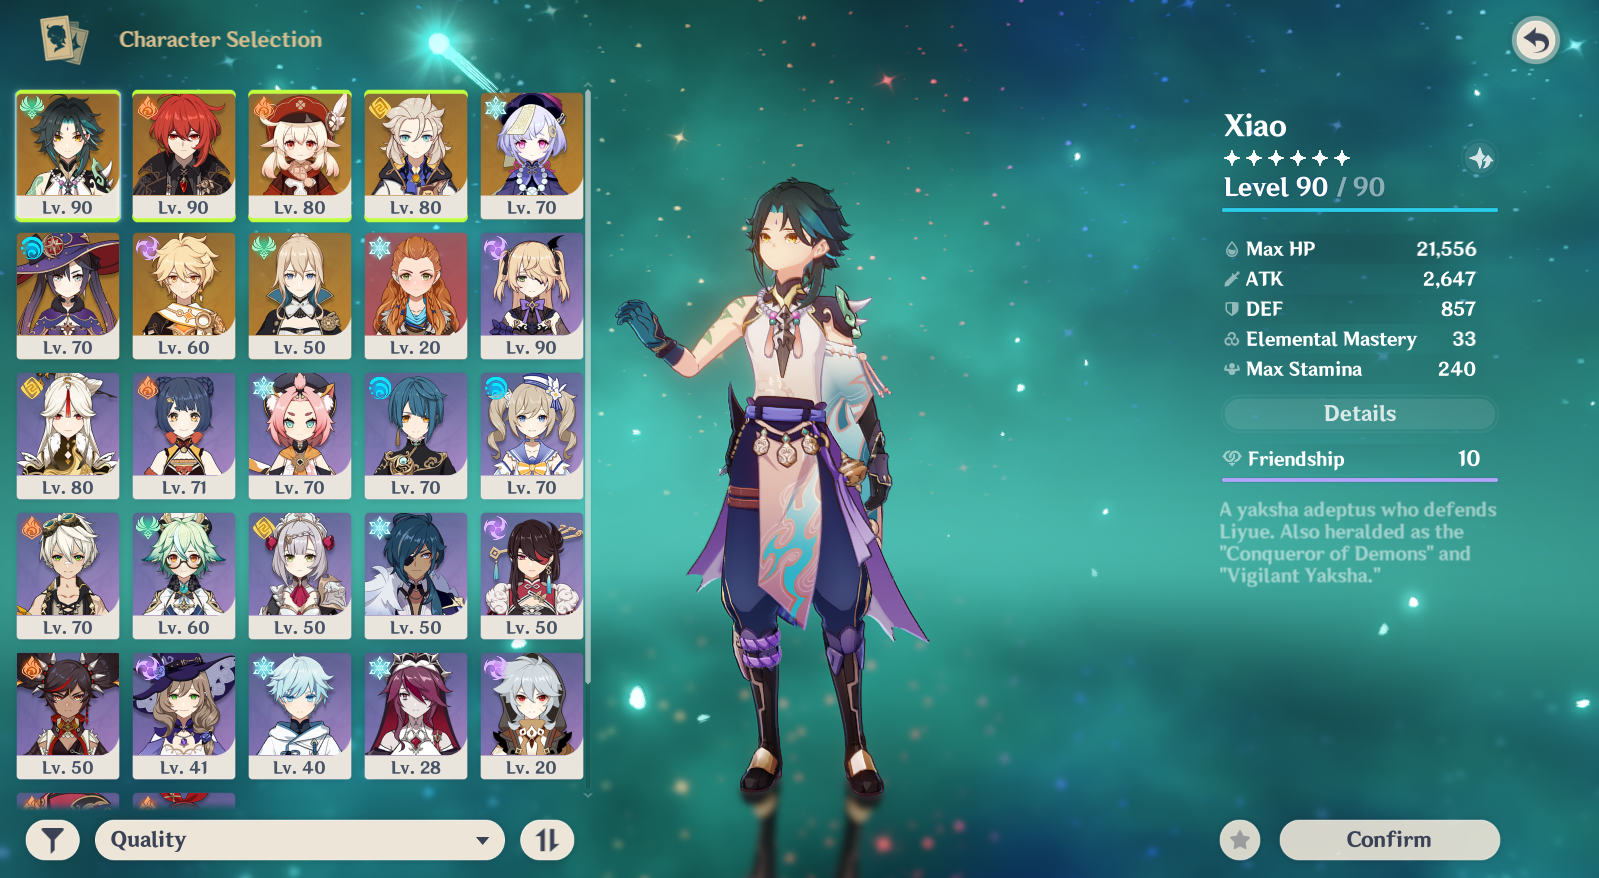 Character Selection
Lv. 90
Lv. 90
Lv. 80
Lv. 80
Lv. 70
Lv. 70
Lv. 60
Lv. 50
Lv. 20
Lv. 90
Lv. 80
Lv. 71
Lv. 70
Lv. 70
Lv. 70
Lv. 70
Lv. 60
Lv. 50
Lv. 50
Lv. 50
Lv. 50
Lv. 41
Lv. 40
Lv. 28
Lv. 20
Quality
Xiao
Level 90 / 90
Max HP 21,556
ATK 2,647
DEF 857
Elemental Mastery 33
Max Stamina 240
Details
Friendship 10
A yaksha adeptus who defends
Liyue. Also heralded as the
"Conqueror of Demons" and
"Vigilant Yaksha."
Confirm